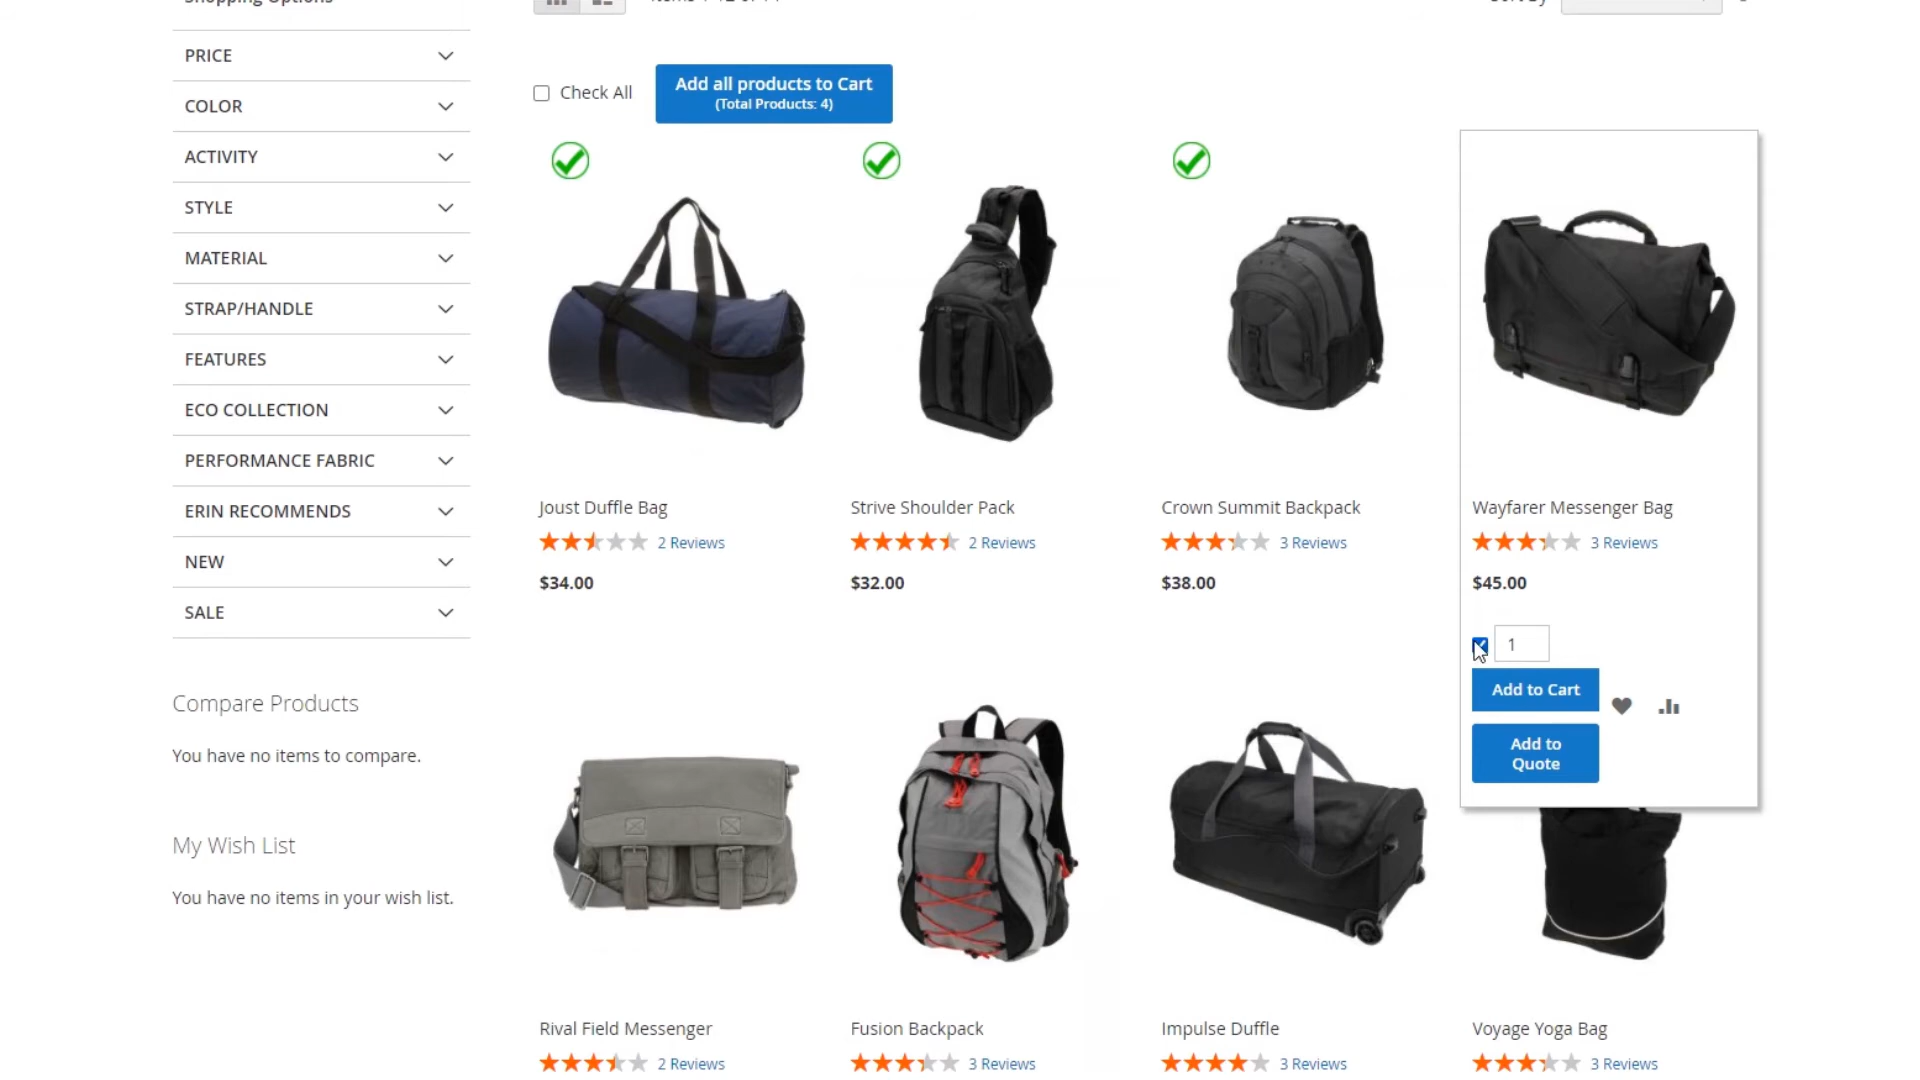 Shopping Options
PRICE
COLOR
ACTIVITY
STYLE
MATERIAL
STRAP/HANDLE
FEATURES
ECO COLLECTION
PERFORMANCE FABRIC
ERIN RECOMMENDS
NEW
SALE
Compare Products
You have no items to compare.
My Wish List
You have no items in your wish list.
Sort By
Check All
Add all products to Cart
(Total Products: 4)
Joust Duffle Bag
2 Reviews
$34.00
Strive Shoulder Pack
2 Reviews
$32.00
Crown Summit Backpack
3 Reviews
$38.00
Wayfarer Messenger Bag
3 Reviews
$45.00
1
Add to Cart
Add to
Quote
Rival Field Messenger
2 Reviews
Fusion Backpack
3 Reviews
Impulse Duffle
3 Reviews
Voyage Yoga Bag
3 Reviews